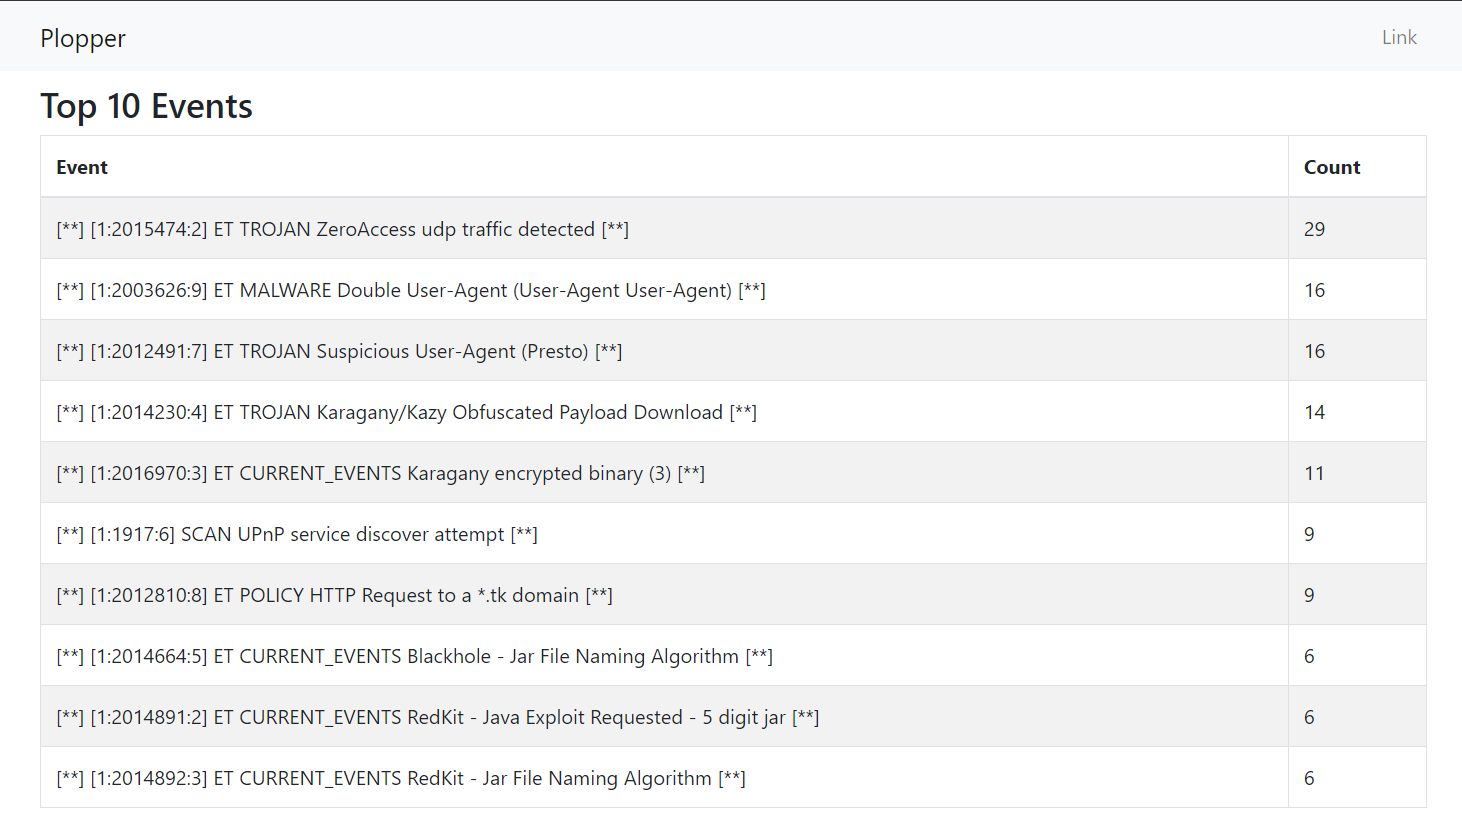 Plopper
Link
Top 10 Events
Event Count
[**] [1:2015474:2] ET TROJAN ZeroAccess udp traffic detected [**] 29
[**] [1:2003626:9] ET MALWARE Double User-Agent (User-Agent User-Agent) [**] 16
[**] [1:2012491:7] ET TROJAN Suspicious User-Agent (Presto) [**] 16
[**] [1:2014230:4] ET TROJAN Karagany/Kazy Obfuscated Payload Download [**] 14
[**] [1:2016970:3] ET CURRENT_EVENTS Karagany encrypted binary (3) [**] 11
[**] [1:1917:6] SCAN UPnP service discover attempt [**] 9
[**] [1:2012810:8] ET POLICY HTTP Request to a *.tk domain [**] 9
[**] [1:2014664:5] ET CURRENT_EVENTS Blackhole - Jar File Naming Algorithm [**] 6
[**] [1:2014891:2] ET CURRENT_EVENTS RedKit - Java Exploit Requested - 5 digit jar [**] 6
[**] [1:2014892:3] ET CURRENT_EVENTS RedKit - Jar File Naming Algorithm [**] 6